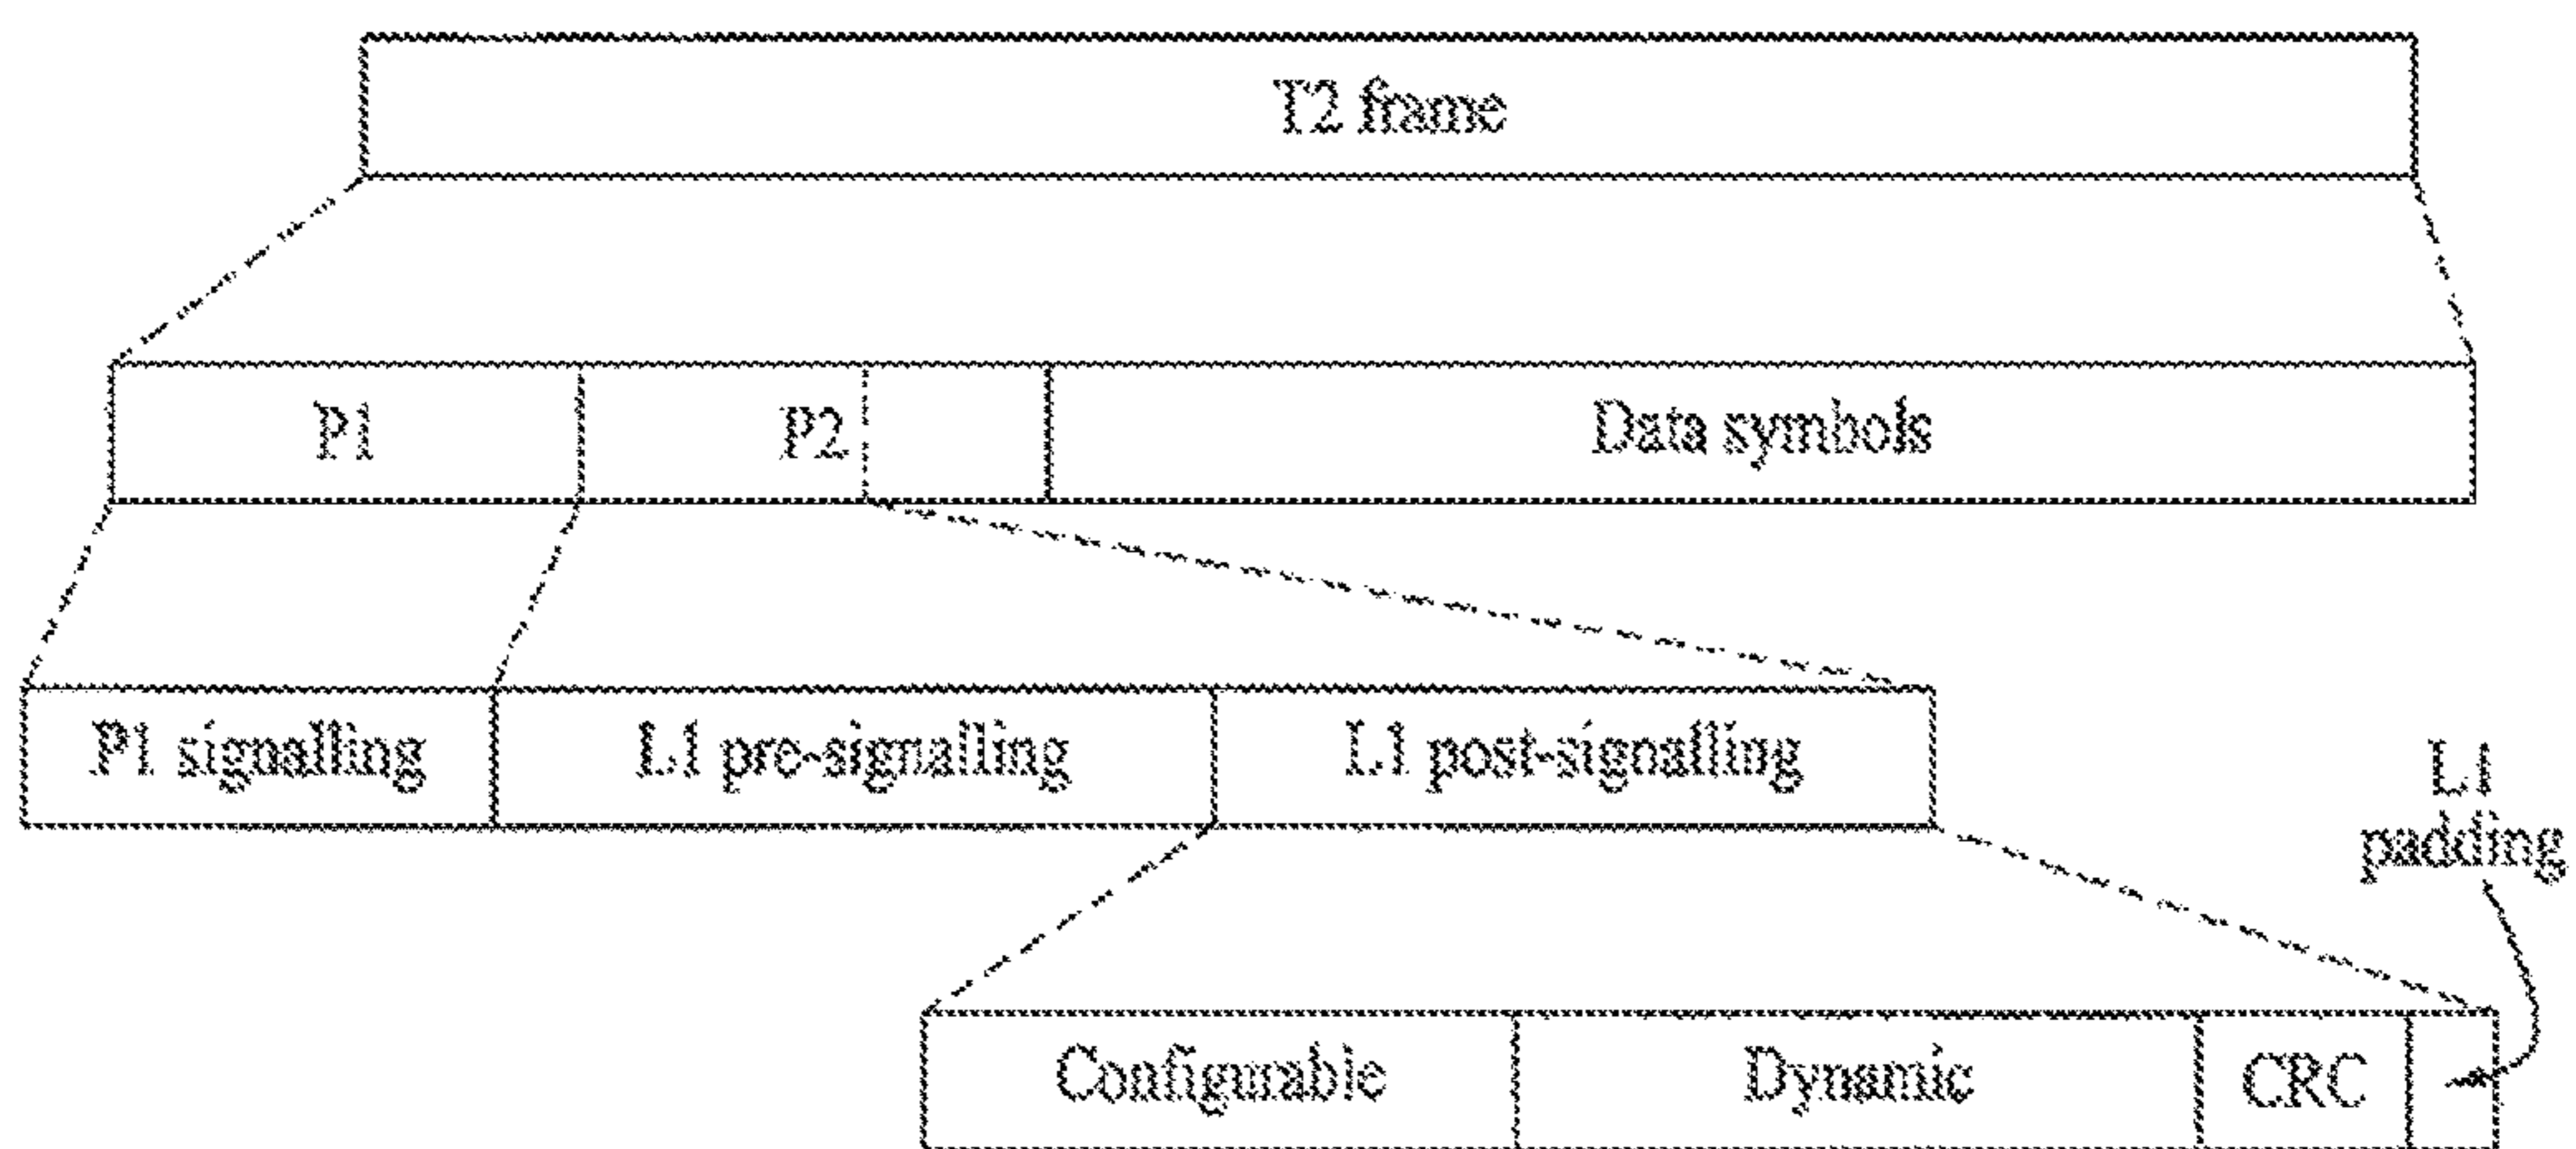 T2 frame
P1
P2
Data symbols
P1 signalling
L1 pre-signalling
L1 post-signalling
L1
padding
Configurable
Dynamic
CRC